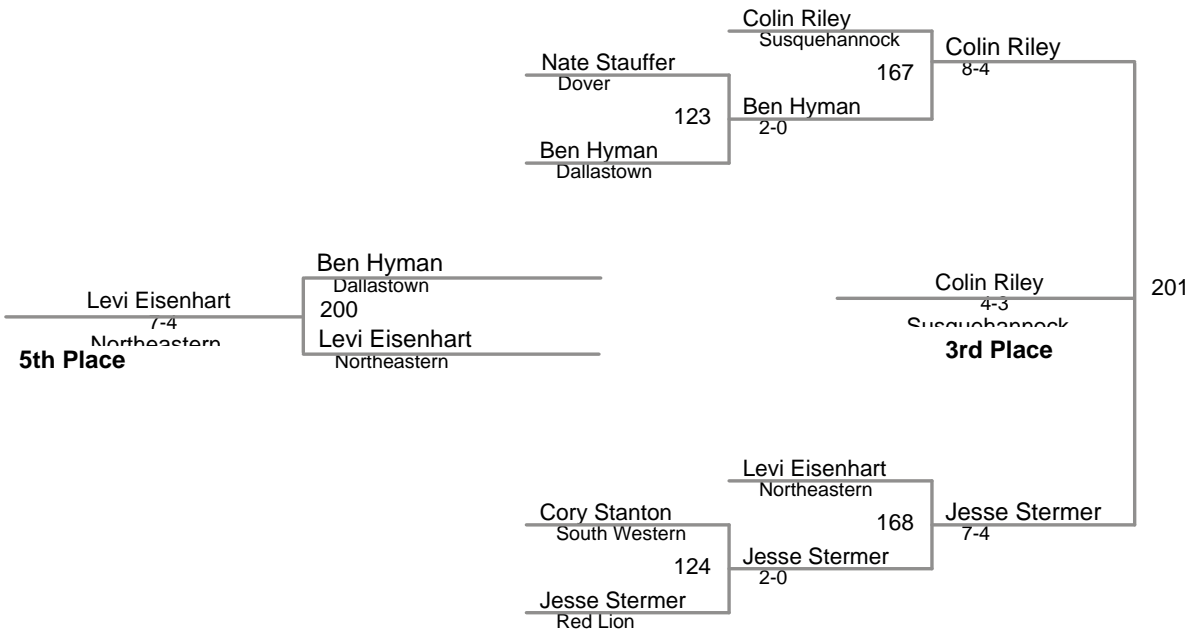 Colin Riley
Susquehannock
Nate Stauffer
Dover
167
Colin Riley
8-4
123
Ben Hyman
2-0
Ben Hyman
Dallastown
Ben Hyman
Dallastown
Levi Eisenhart
7-4
Northeastern
5th Place
200
Levi Eisenhart
Northeastern
Colin Riley
4-3
Susquehannock
3rd Place
201
Levi Eisenhart
Northeastern
Cory Stanton
South Western
168
Jesse Stermer
7-4
124
Jesse Stermer
2-0
Jesse Stermer
Red Lion